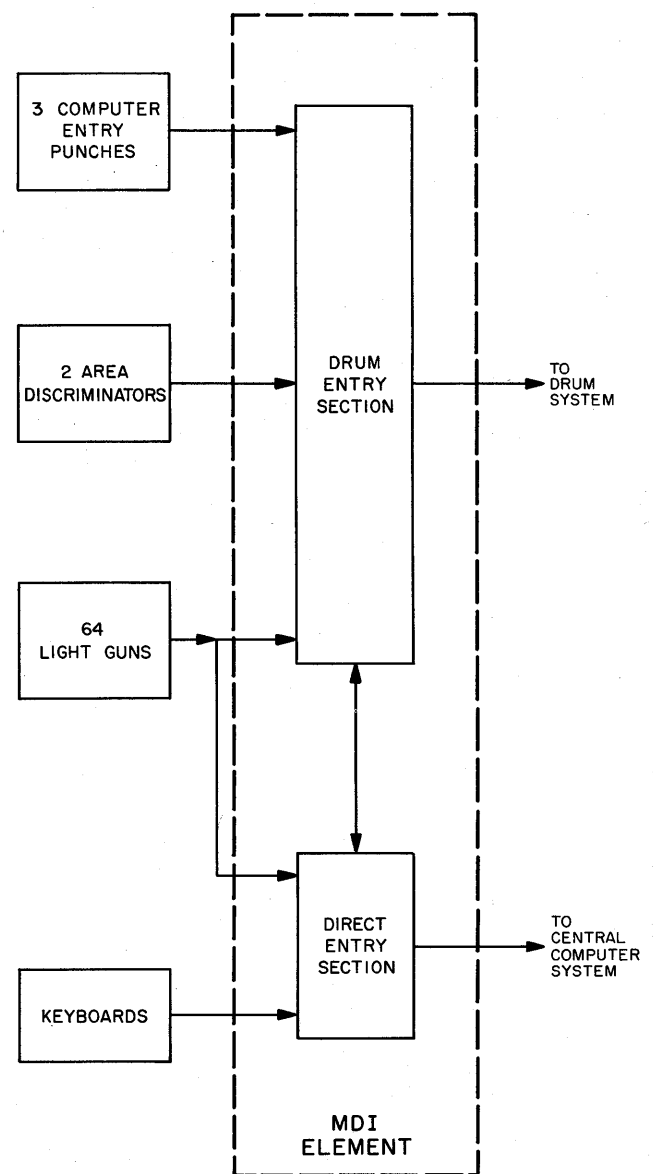 3 COMPUTER
ENTRY
PUNCHES
2 AREA
DISCRIMINATORS
DRUM
ENTRY
SECTION
TO
DRUM
SYSTEM
64
LIGHT GUNS
DIRECT
ENTRY
SECTION
TO
CENTRAL
COMPUTER
SYSTEM
KEYBOARDS
MDI
ELEMENT